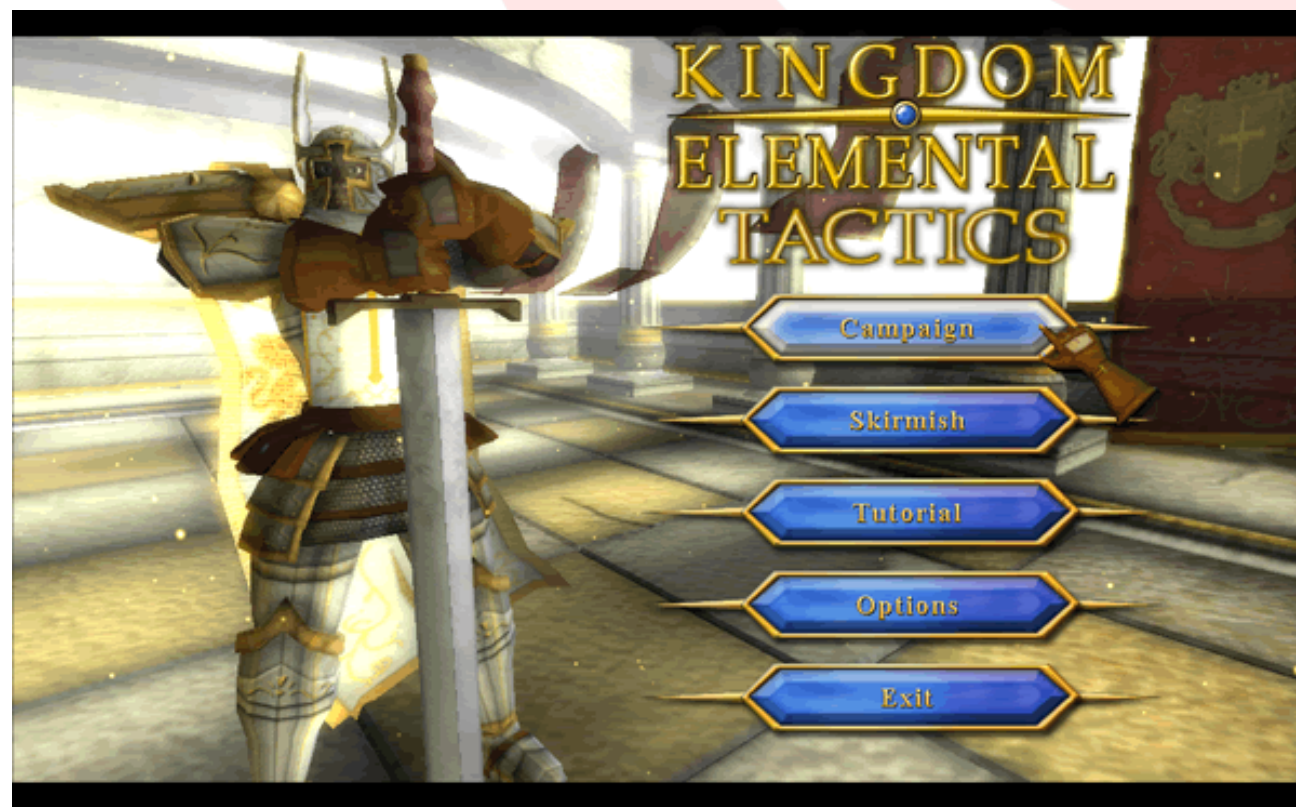 KINGDOM
ELEMENTAL
TACTICS
Campaign
Skirmish
Tutorial
Options
Exit